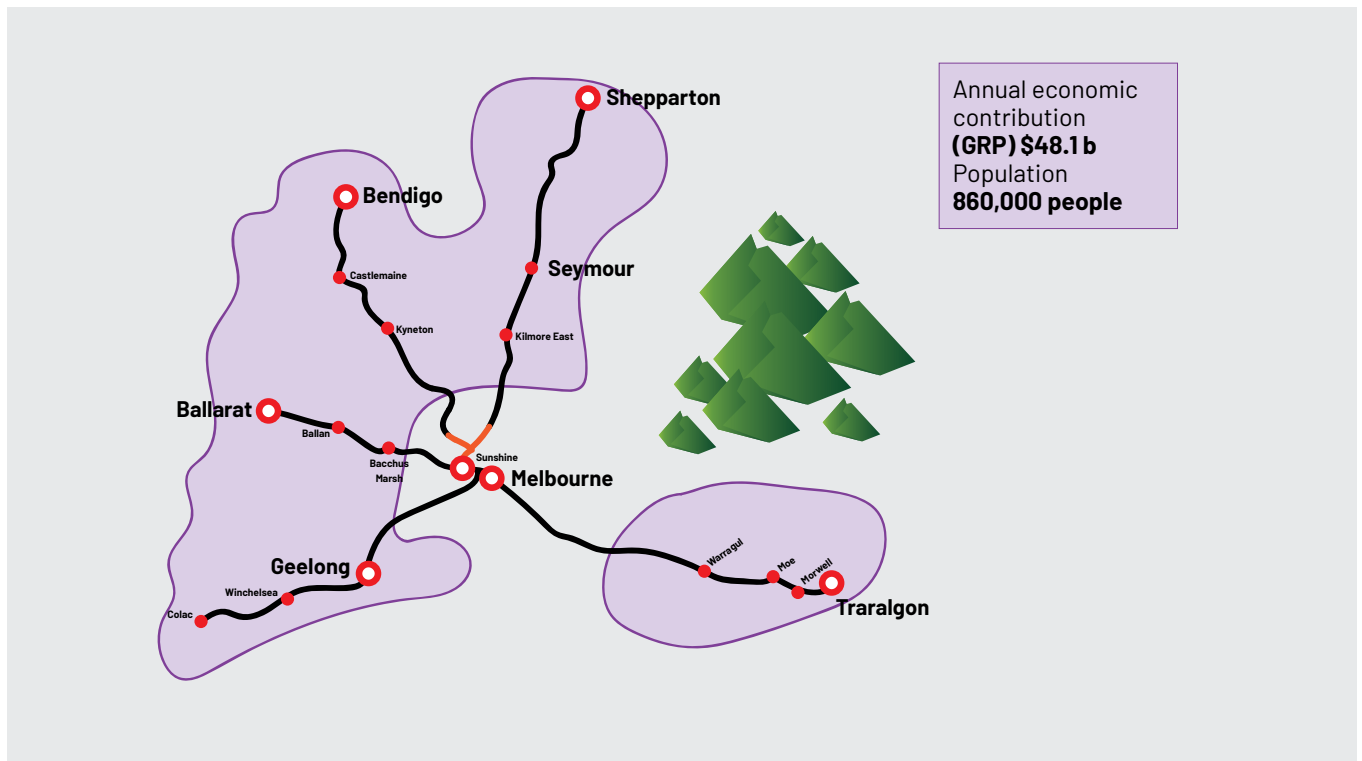 Annual economic
contribution
(GRP) $48.1b
Population
860,000 people
Shepparton
Bendigo
Seymour
Castlemaine
Kyneton
Kilmore East
Ballarat
Ballan
Bacchus
Marsh
Sunshine
Melbourne
Geelong
Winchelsea
Colac
Warragul
Moe
Morwell
Traralgon